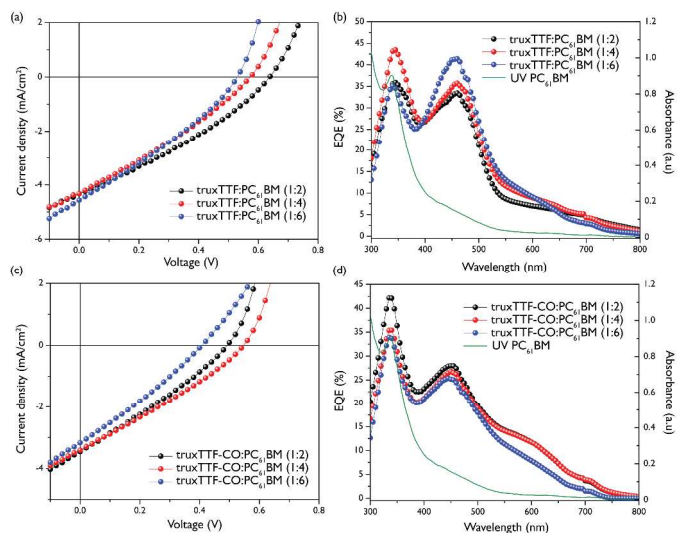 (a)
4
2
0
-2
-4
-6
0.0
0.2
0.4
0.6
0.8
Current density (mA/cm²)
Voltage (V)
truxTTF:PC₆₁BM (1:2)
truxTTF:PC₆₁BM (1:4)
truxTTF:PC₆₁BM (1:6)
(b)
50
45
40
35
30
25
20
15
10
5
0
300
400
500
600
700
800
EQE (%)
Wavelength (nm)
1.2
1.0
0.8
0.6
0.4
0.2
0
Absorbance (a.u)
truxTTF:PC₆₁BM (1:2)
truxTTF:PC₆₁BM (1:4)
truxTTF:PC₆₁BM (1:6)
UV PC₆₁BM
(c)
2
0
-2
-4
0.0
0.2
0.4
0.6
0.8
Current density (mA/cm²)
Voltage (V)
truxTTF-CO:PC₆₁BM (1:2)
truxTTF-CO:PC₆₁BM (1:4)
truxTTF-CO:PC₆₁BM (1:6)
(d)
45
40
35
30
25
20
15
10
5
0
300
400
500
600
700
800
EQE (%)
Wavelength (nm)
1.2
1.0
0.8
0.6
0.4
0.2
0
Absorbance (a.u)
truxTTF-CO:PC₆₁BM (1:2)
truxTTF-CO:PC₆₁BM (1:4)
truxTTF-CO:PC₆₁BM (1:6)
UV PC₆₁BM